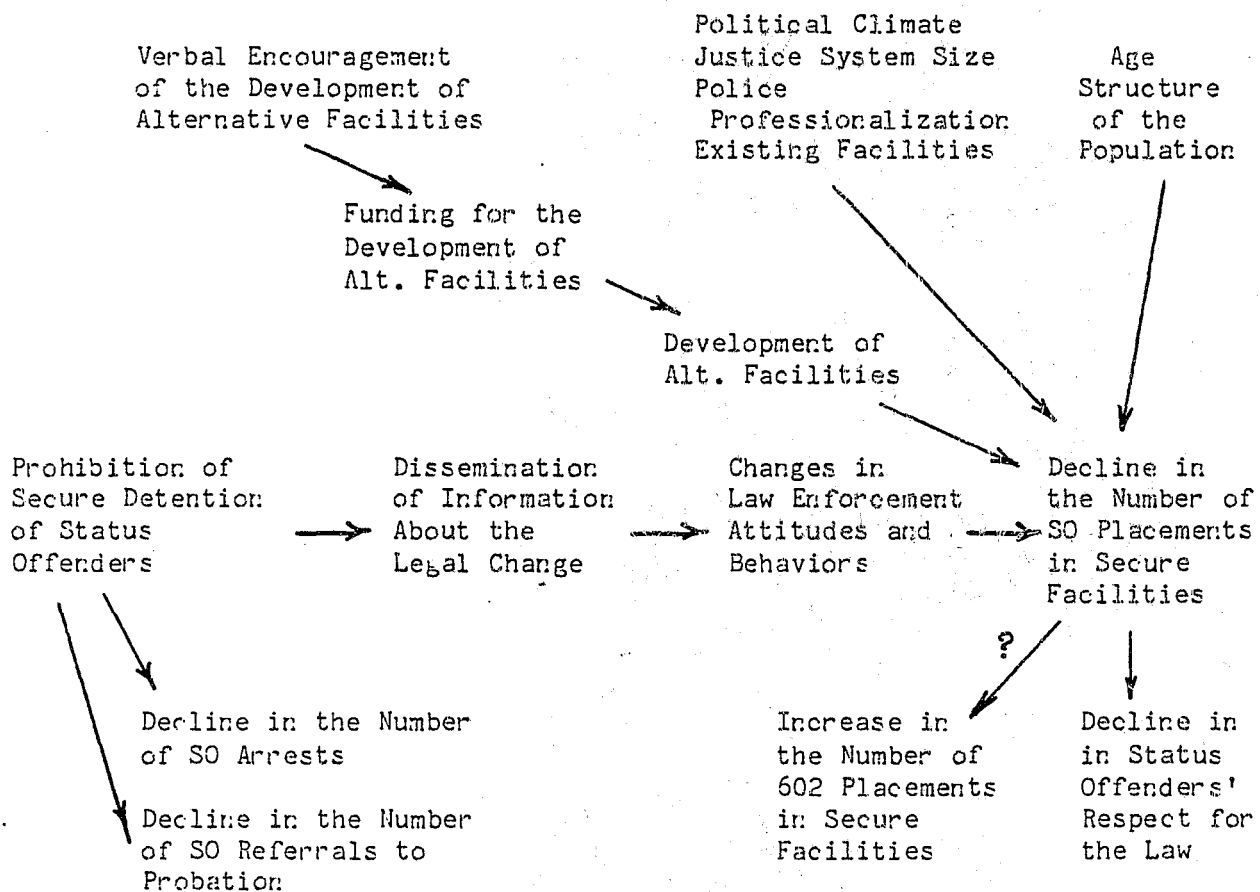 Verbal Encouragement
of the Development of
Alternative Facilities
Political Climate
Justice System Size
Police
Professionalization
Existing Facilities
Age
Structure
of the
Population
Funding for the
Development of
Alt. Facilities
Development of
Alt. Facilities
Prohibition of
Secure Detention
of Status
Offenders
Dissemination
of Information
About the
Legal Change
Changes in
Law Enforcement
Attitudes and
Behaviors
Decline in
the Number of
SO Placements
in Secure
Facilities
?
Decline in the Number
of SO Arrests
Decline in the Number
of SO Referrals to
Probation
Increase in
the Number of
602 Placements
in Secure
Facilities
Decline in
in Status
Offenders'
Respect for
the Law